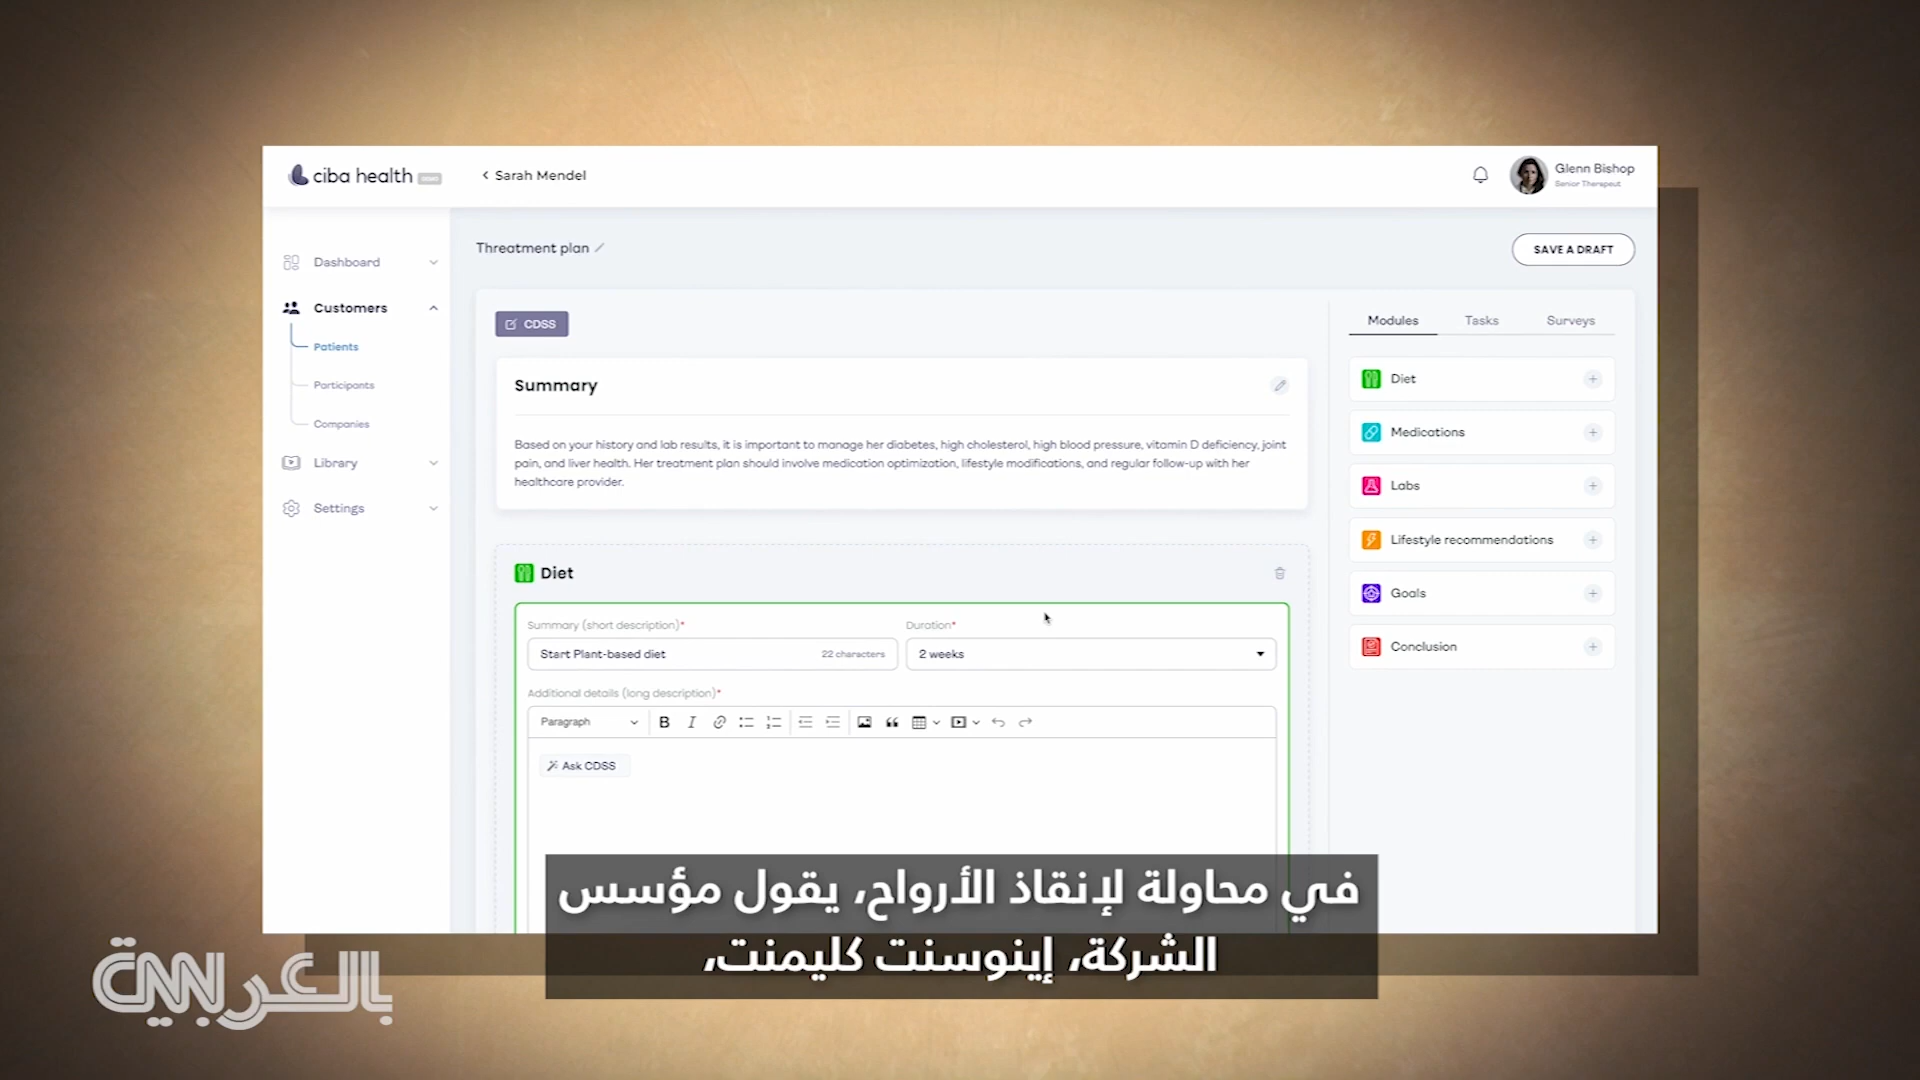 ciba health DEMO
Sarah Mendel
Glenn Bishop
Senior Therapeut
Dashboard
Customers
Patients
Participants
Companies
Library
Settings
Threatment plan
SAVE A DRAFT
CDSS
Summary
Based on your history and lab results, it is important to manage her diabetes, high cholesterol, high blood pressure, vitamin D deficiency, joint
pain, and liver health. Her treatment plan should involve medication optimization, lifestyle modifications, and regular follow-up with her
healthcare provider.
Diet
Summary (short description)*
Duration*
Start Plant-based diet
22 characters
2 weeks
Additional details (long description)*
Paragraph
B I
Ask CDSS
Modules
Tasks
Surveys
Diet
Medications
Labs
Lifestyle recommendations
Goals
Conclusion
في محاولة لإنقاذ الأرواح، يقول مؤسس
الشركة، إينوسنت كليمنت،
CNN بالعربية